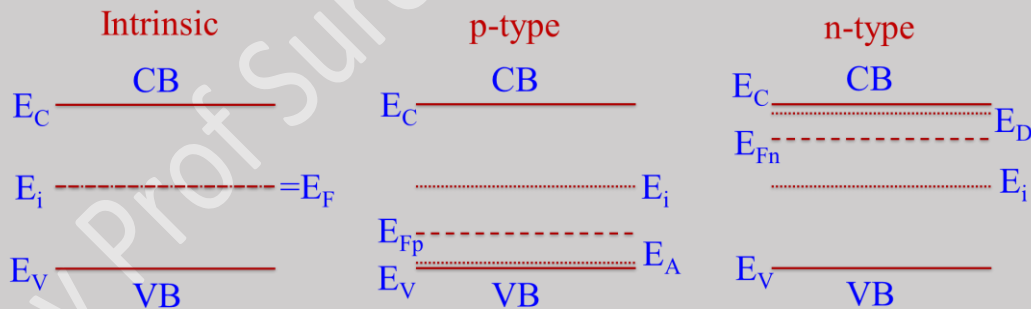 Intrinsic
CB
E_C
E_i
=E_F
E_V
VB
p-type
CB
E_C
E_i
E_Fp
E_A
E_V
VB
n-type
CB
E_C
E_D
E_Fn
E_i
E_V
VB
Prof